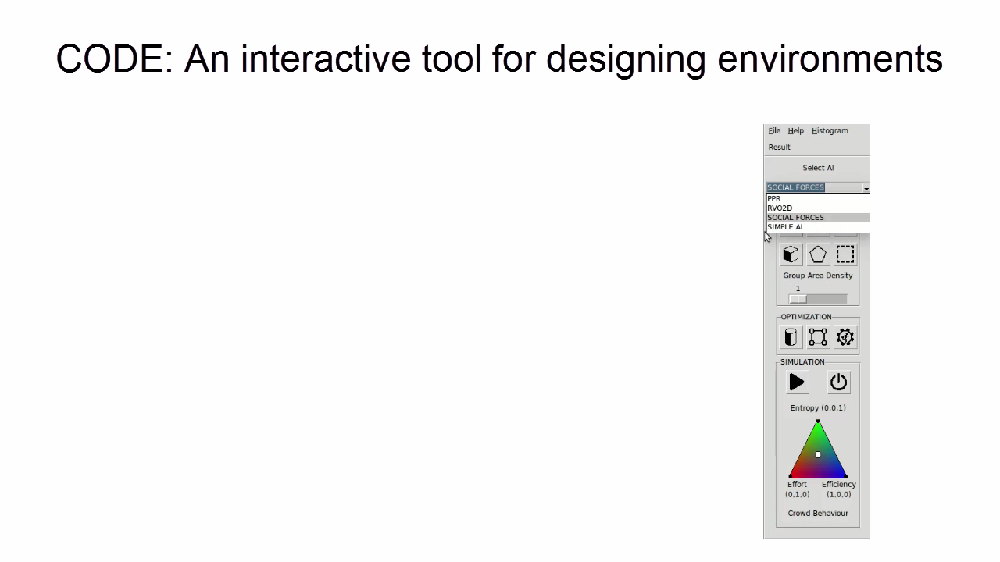 CODE: An interactive tool for designing environments
File Help Histogram
Result
Select AI
SOCIAL FORCES
PPR
RVO2D
SOCIAL FORCES
SIMPLE AI
Group Area Density
1
OPTIMIZATION
SIMULATION
Entropy (0,0,1)
Effort Efficiency
(0,1,0) (1,0,0)
Crowd Behaviour